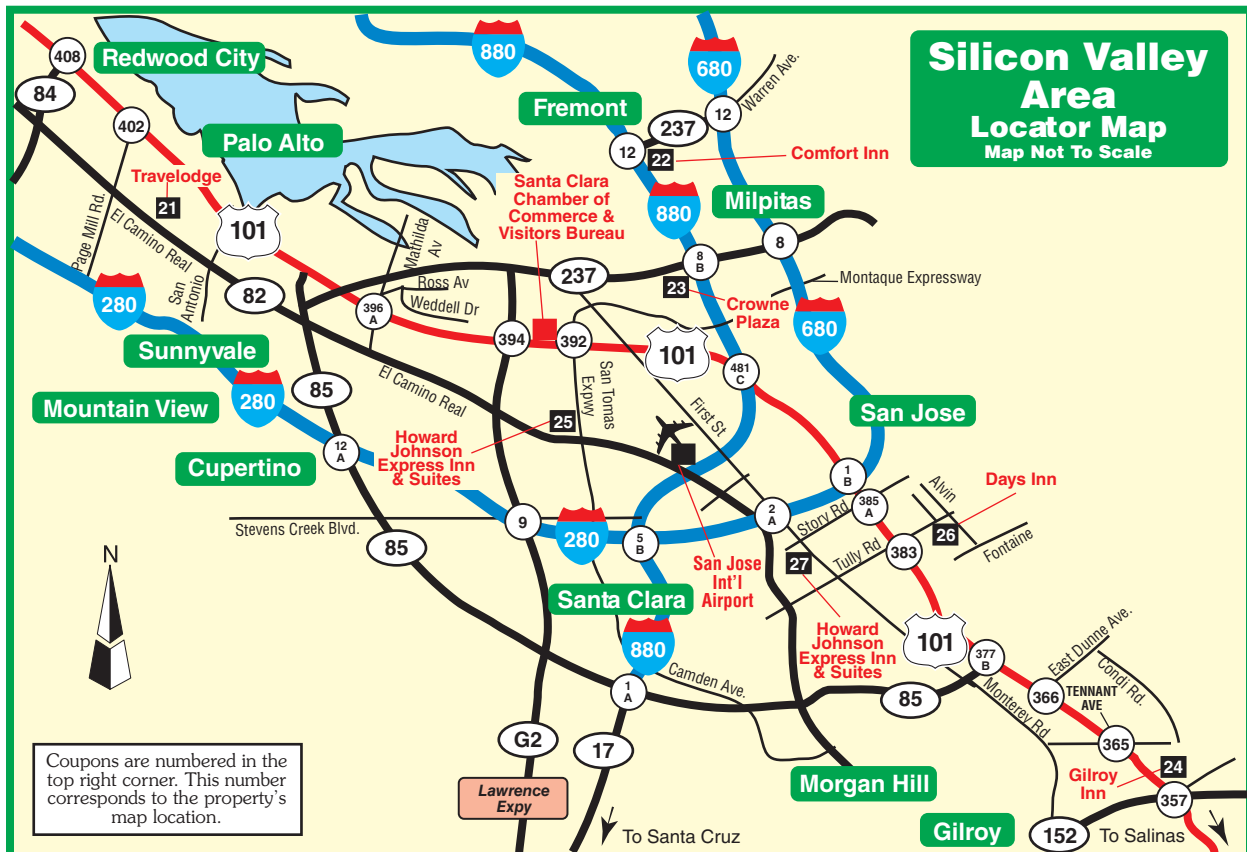 Silicon Valley
Area
Locator Map
Map Not To Scale
408
Redwood City
84
402
Palo Alto
880
680
Warren Ave.
Fremont
237
12
12
22
Comfort Inn
Travelodge
21
Page Mill Rd.
El Camino Real
101
San
Antonio
Mathilda
Av
Santa Clara
Chamber of
Commerce &
Visitors Bureau
880
Milpitas
8
8
B
237
Ross Av
Weddell Dr
23
Crowne
Plaza
Montaque Expressway
280
82
396
A
394
392
101
680
Sunnyvale
280
85
El Camino Real
San Tomas
Expwy
481
C
First St
Mountain View
San Jose
25
Howard
Johnson
Express Inn
& Suites
12
A
Cupertino
1
B
385
A
Alvin
Days Inn
26
Fontaine
Stevens Creek Blvd.
9
280
5
B
2
A
Story Rd
Tully Rd
383
85
N
San Jose
Int'l
Airport
27
Santa Clara
Howard
Johnson
Express Inn
& Suites
101
880
377
B
East Dunne Ave.
Condi Rd.
Camden Ave.
1
A
85
Monterey Rd
366
TENNANT
AVE
365
G2
17
Morgan Hill
Gilroy
Inn
24
357
Lawrence
Expy
To Santa Cruz
Gilroy
152
To Salinas
Coupons are numbered in the
top right corner. This number
corresponds to the property's
map location.